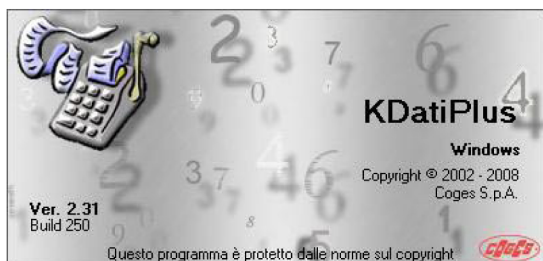 KDatiPlus
Windows
Copyright © 2002 - 2008
Coges S.p.A.
Ver. 2.31
Build 250
Questo programma è protetto dalle norme sul copyright
COGES